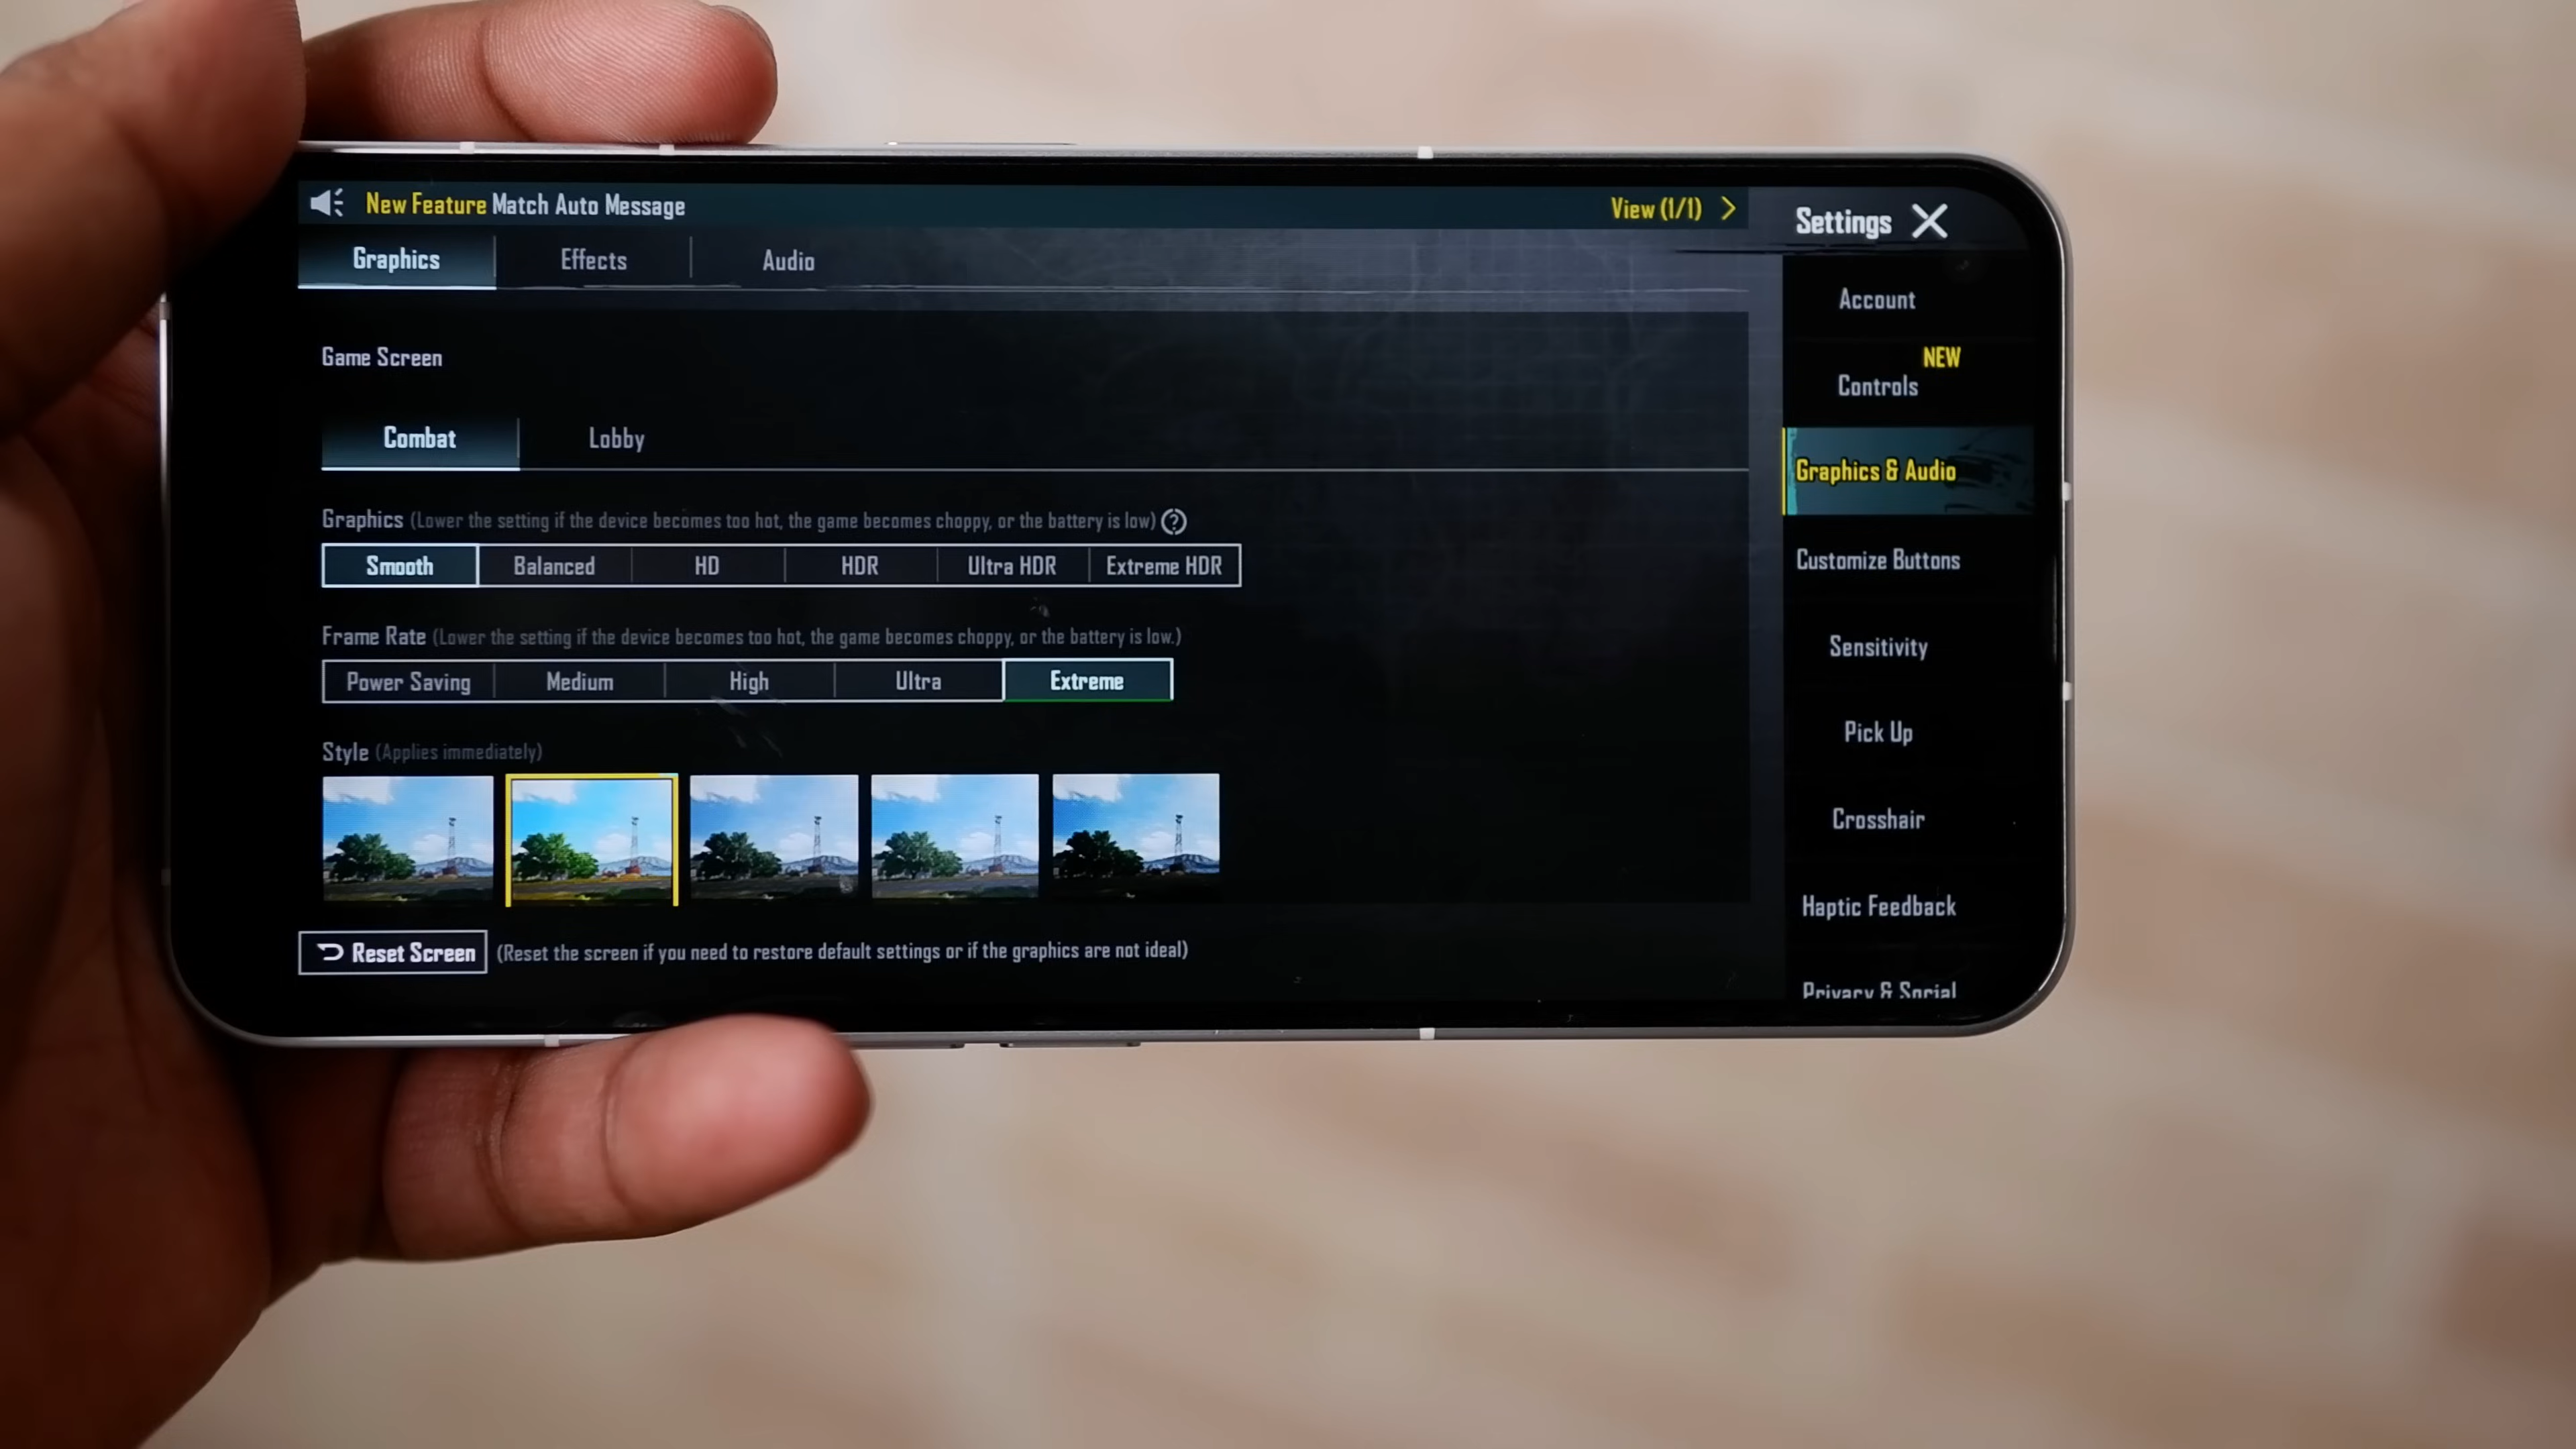 New Feature Match Auto Message
View (1/1)
Settings
Graphics
Effects
Audio
Account
Game Screen
NEW
Controls
Combat
Lobby
Graphics & Audio
Graphics (Lower the setting if the device becomes too hot, the game becomes choppy, or the battery is low) ?
Smooth
Balanced
HD
HDR
Ultra HDR
Extreme HDR
Customize Buttons
Frame Rate (Lower the setting if the device becomes too hot, the game becomes choppy, or the battery is low.)
Sensitivity
Power Saving
Medium
High
Ultra
Extreme
Pick Up
Style (Applies immediately)
Crosshair
Haptic Feedback
Reset Screen (Reset the screen if you need to restore default settings or if the graphics are not ideal)
Privacy & Social